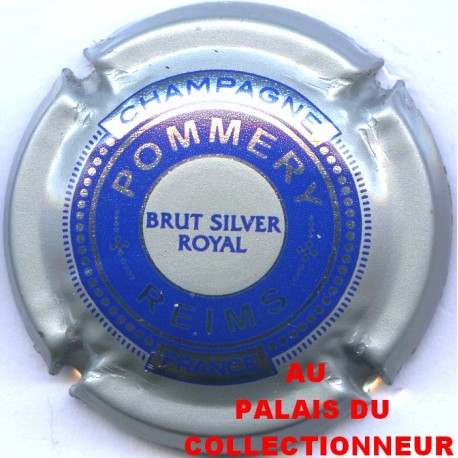 CHAMPAGNE
POMMERY
BRUT SILVER
ROYAL
REIMS
FRANCE
AU
PALAIS DU
COLLECTIONNEUR